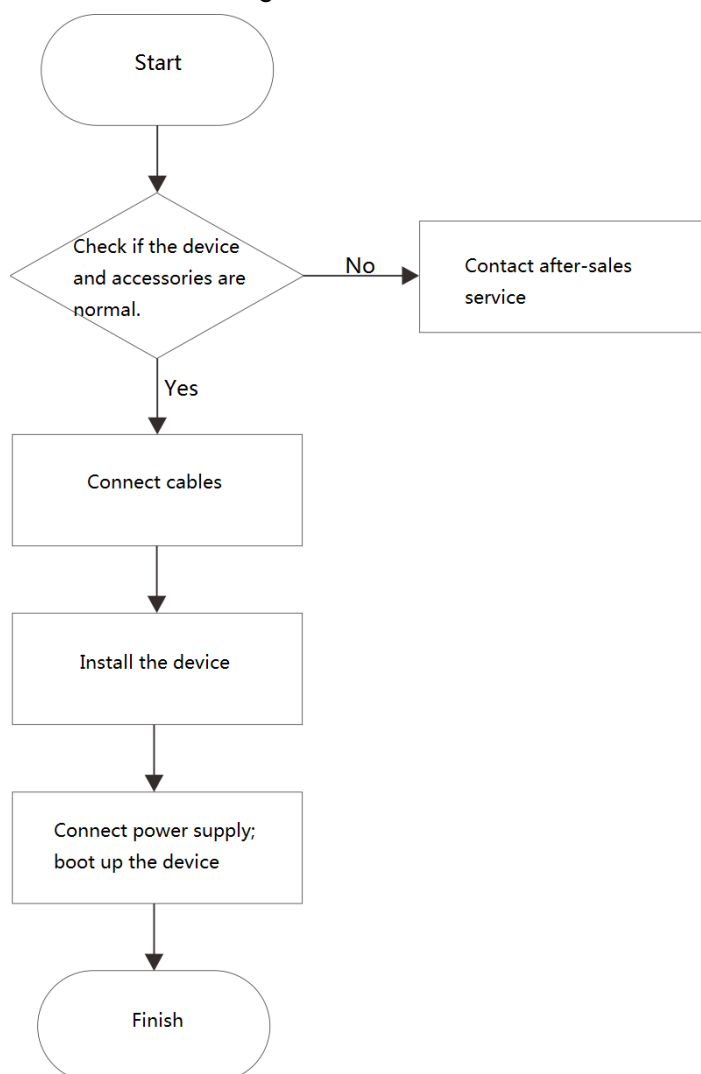 Start
Check if the device
and accessories are
normal.
No
Contact after-sales
service
Yes
Connect cables
Install the device
Connect power supply;
boot up the device
Finish